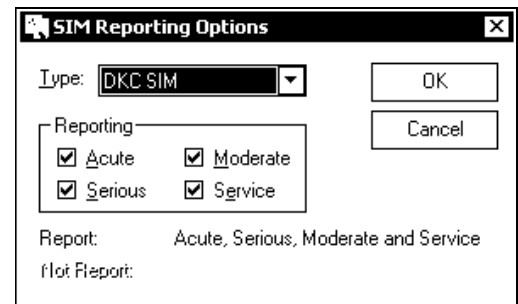 SIM Reporting Options
Type: DKC SIM OK
Reporting Cancel
Acute Moderate
Serious Service
Report: Acute, Serious, Moderate and Service
Not Report: